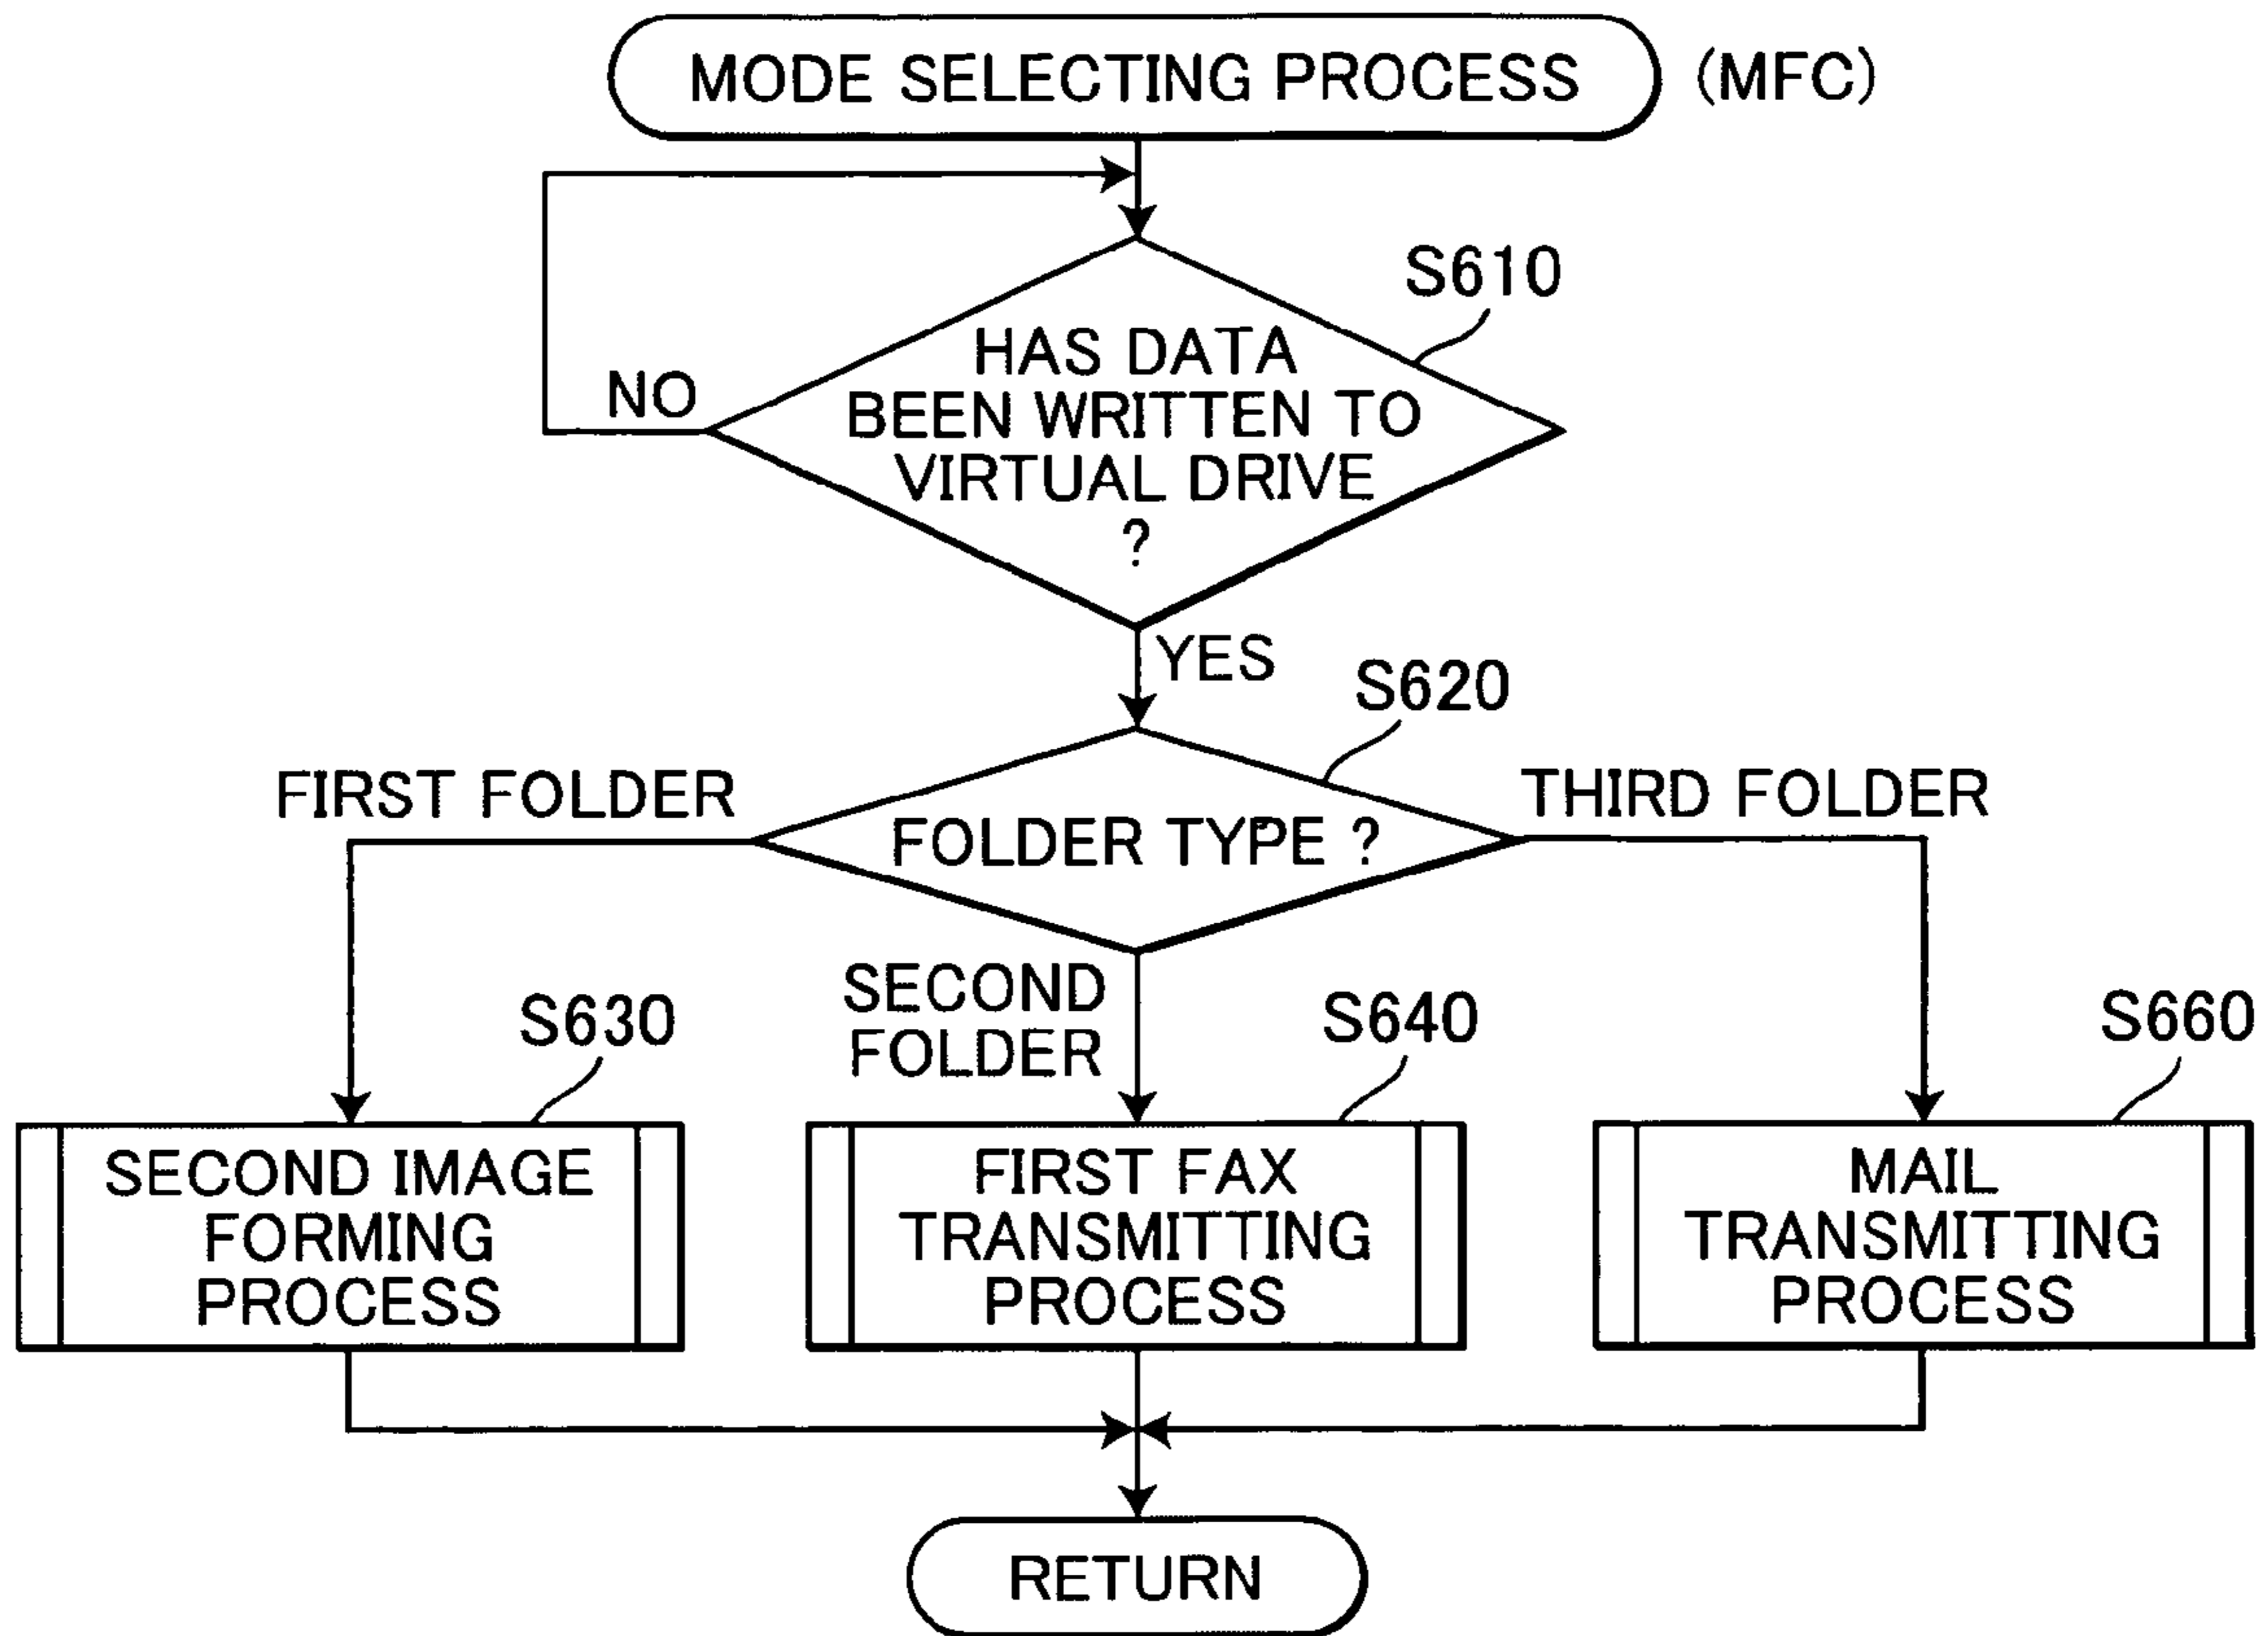 MODE SELECTING PROCESS (MFC)
S610
HAS DATA
BEEN WRITTEN TO
VIRTUAL DRIVE
?
NO
YES
S620
FIRST FOLDER
FOLDER TYPE ?
THIRD FOLDER
SECOND
FOLDER
S630
S640
S660
SECOND IMAGE
FORMING
PROCESS
FIRST FAX
TRANSMITTING
PROCESS
MAIL
TRANSMITTING
PROCESS
RETURN